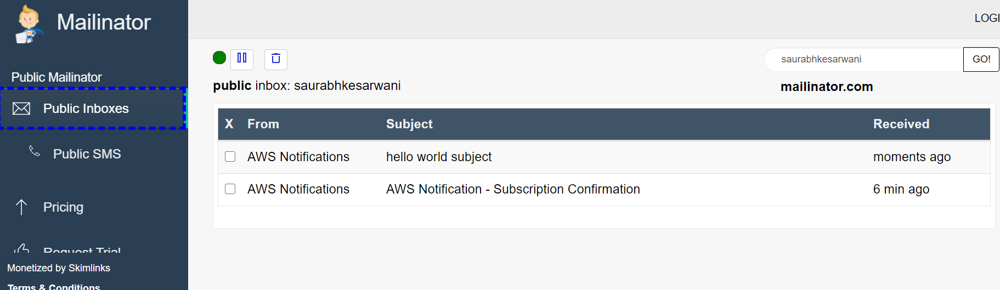 Mailinator
LOGI
saurabhkesarwani GO!
Public Mailinator
public inbox: saurabhkesarwani
mailinator.com
Public Inboxes
X From Subject Received
Public SMS
AWS Notifications hello world subject moments ago
AWS Notifications AWS Notification - Subscription Confirmation 6 min ago
Pricing
Request Trial
Monetized by Skimlinks
Terms & Conditions